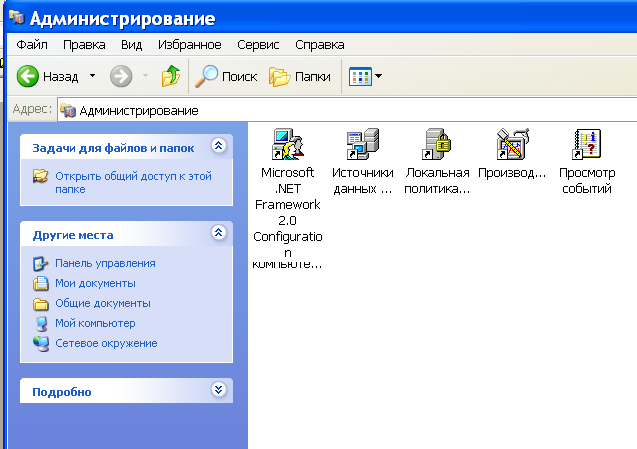 Администрирование
Файл Правка Вид Избранное Сервис Справка
Назад Поиск Папки
Адрес: Администрирование
Задачи для файлов и папок
Открыть общий доступ к этой
папке
Другие места
Панель управления
Мои документы
Общие документы
Мой компьютер
Сетевое окружение
Подробно
Microsoft
.NET
Framework
2.0
Configuration
n
компьюте...
Источники
данных ...
Локальная
политика...
Производ...
Просмотр
событий